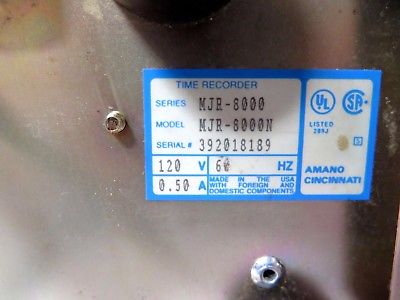 TIME RECORDER
SERIES MJR-8000
MODEL MJR-8000N
SERIAL # 392018189
120 V 60 HZ
0.50 A MADE IN THE USA
WITH FOREIGN AND
DOMESTIC COMPONENTS
UL SA
LISTED
289J
S
AMANO
CINCINNATI